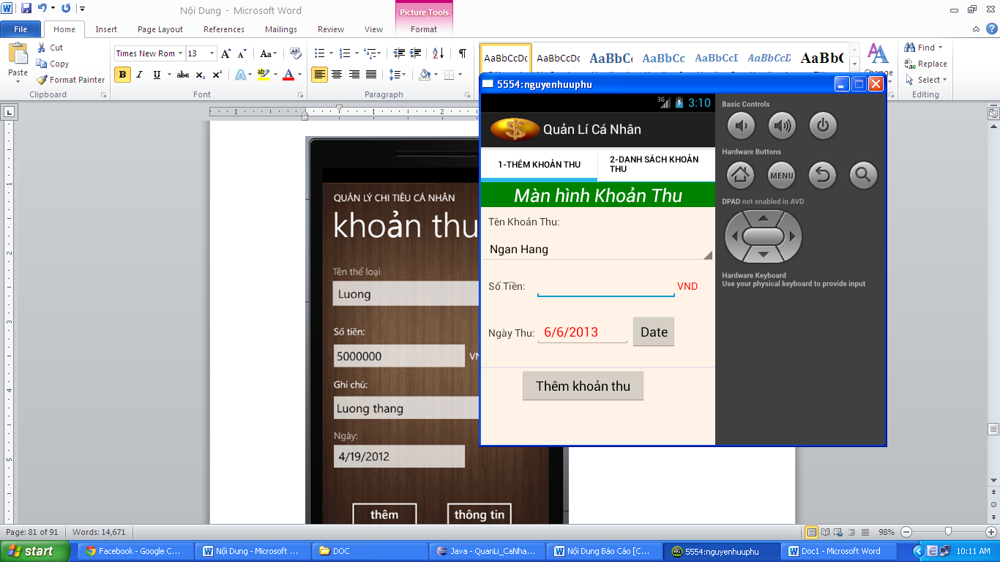 Nội Dung - Microsoft Word
Picture Tools
File Home Insert Page Layout References Mailings Review View Format
Paste
Cut
Copy
Format Painter
Clipboard
Times New Rom 13
B I U abc x₂ x² Aa
Font
Paragraph
AaBbCcDc AaBbCcDc AaBbCc AaBbCc AaBbCcI AaBbCcD AaBbC
Change
Find
Replace
Select
Editing
5554:nguyenhuuphu
3G 3:10
Quản Lí Cá Nhân
1-THÊM KHOẢN THU
2-DANH SÁCH KHOẢN THU
Màn hình Khoản Thu
Tên Khoản Thu:
Ngan Hang
Số Tiền: VND
Ngày Thu: 6/6/2013 Date
Thêm khoản thu
Basic Controls
Hardware Buttons
MENU
DPAD not enabled in AVD
Hardware Keyboard
Use your physical keyboard to provide input
QUẢN LÝ CHI TIÊU CÁ NHÂN
khoản thu
Tên thể loại
Luong
Số tiền:
5000000 VN
Ghi chú:
Luong thang
Ngày:
4/19/2012
thêm thông tin
Page: 81 of 91 Words: 14,671 98%
start
Facebook - Google C...
Nội Dung - Microsoft ...
DOC
Java - QuanLi_CaNha...
Nội Dung Báo Cáo [C...
5554:nguyenhuuphu
Doc1 - Microsoft Word
10:11 AM